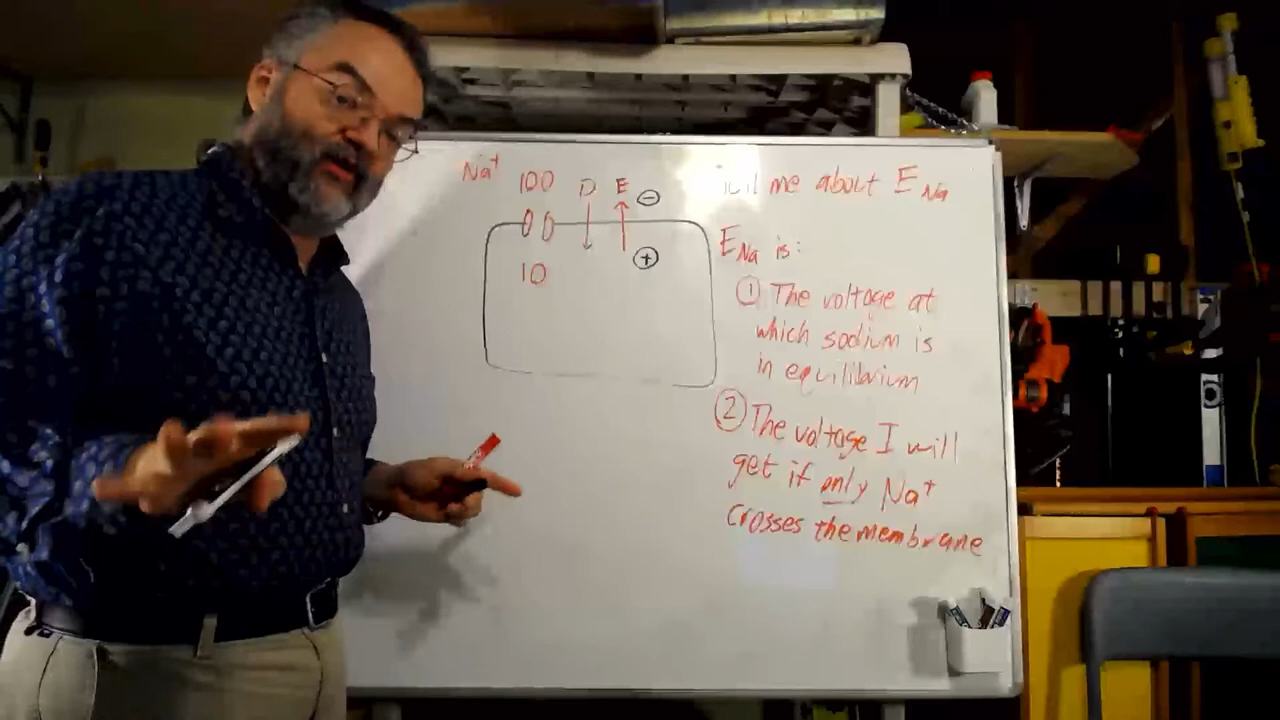 Na⁺ 100 D E ⊖
10 ⊕
me about E Na
E Na is:
① The voltage at
which sodium is
in equilibrium
② The voltage I will
get if only Na⁺
crosses the membrane